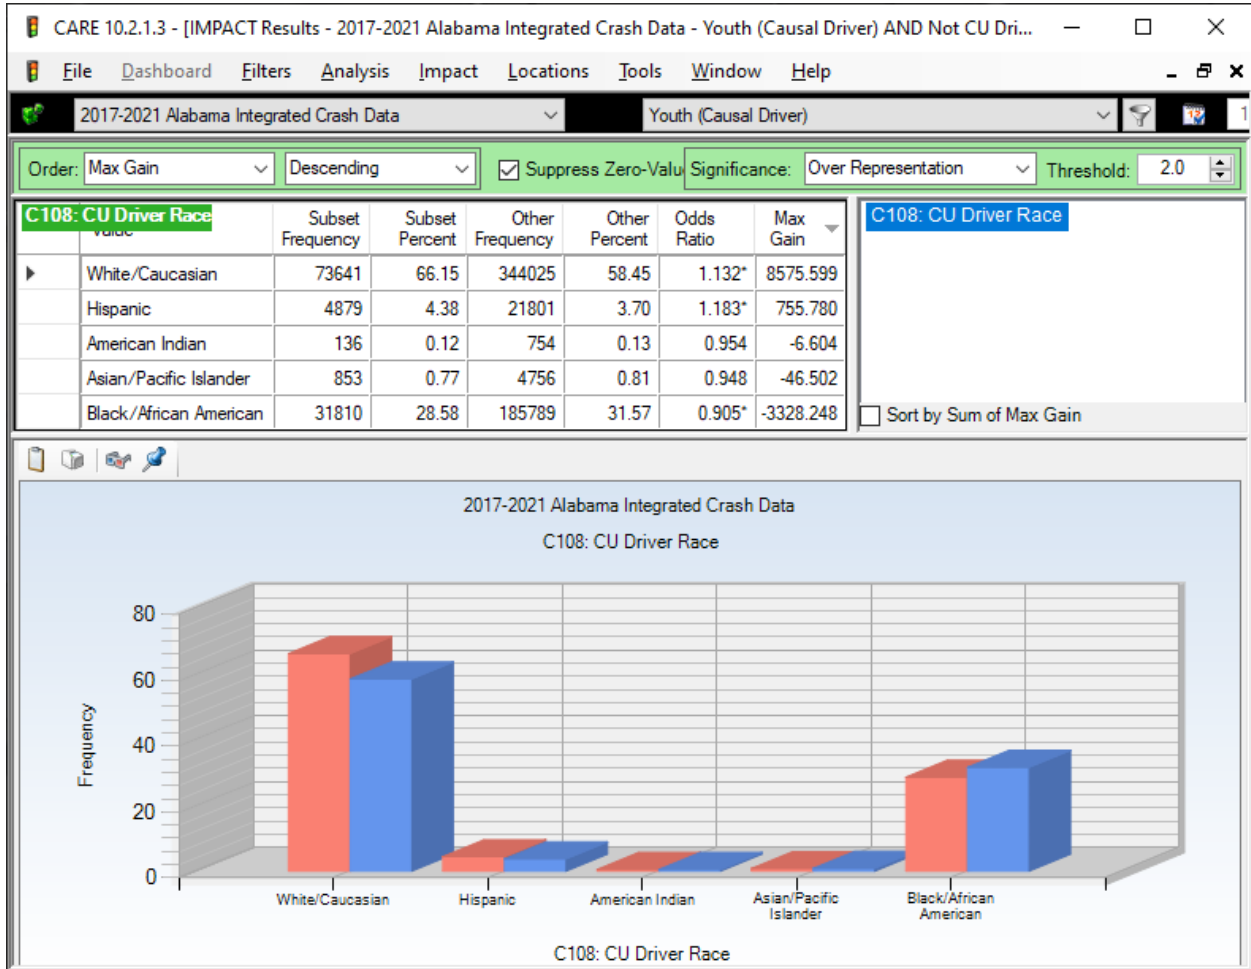 CARE 10.2.1.3 - [IMPACT Results - 2017-2021 Alabama Integrated Crash Data - Youth (Causal Driver) AND Not CU Dri...
File Dashboard Filters Analysis Impact Locations Tools Window Help
2017-2021 Alabama Integrated Crash Data Youth (Causal Driver) 1
Order: Max Gain Descending Suppress Zero-Valu Significance: Over Representation Threshold: 2.0
C108: CU Driver Race Subset Frequency Subset Percent Other Frequency Other Percent Odds Ratio Max Gain
White/Caucasian 73641 66.15 344025 58.45 1.132* 8575.599
Hispanic 4879 4.38 21801 3.70 1.183* 755.780
American Indian 136 0.12 754 0.13 0.954 -6.604
Asian/Pacific Islander 853 0.77 4756 0.81 0.948 -46.502
Black/African American 31810 28.58 185789 31.57 0.905* -3328.248
C108: CU Driver Race
Sort by Sum of Max Gain
2017-2021 Alabama Integrated Crash Data
C108: CU Driver Race
Frequency
80
60
40
20
0
White/Caucasian Hispanic American Indian Asian/Pacific Islander Black/African American
C108: CU Driver Race